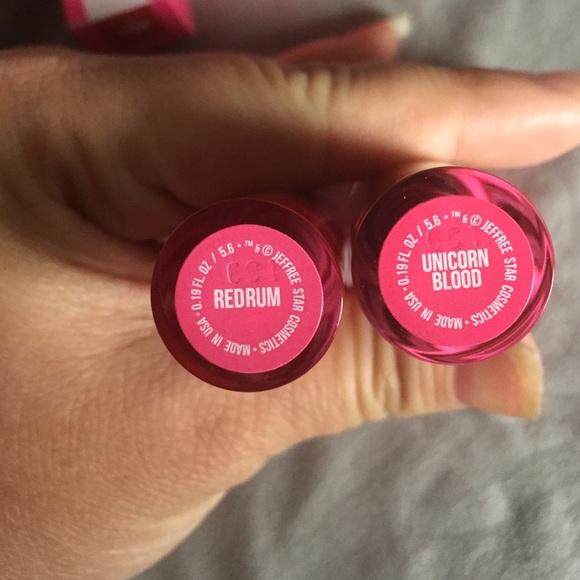 REDRUM
0.19 FL OZ / 5.6 • ™ & © JEFFREE STAR COSMETICS • MADE IN USA •
UNICORN
BLOOD
0.19 FL OZ / 5.6 • ™ & © JEFFREE STAR COSMETICS • MADE IN USA •